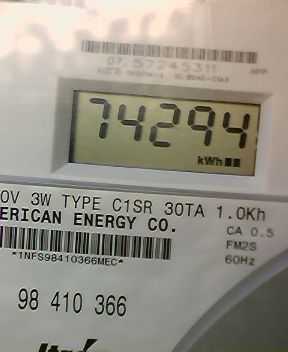 07 57245311
74294
kWh
0V 3W TYPE C1SR 30TA 1.0Kh
ERICAN ENERGY CO.
CA 0.5
FM2S
60Hz
*1NFS98410366MEC*
98 410 366